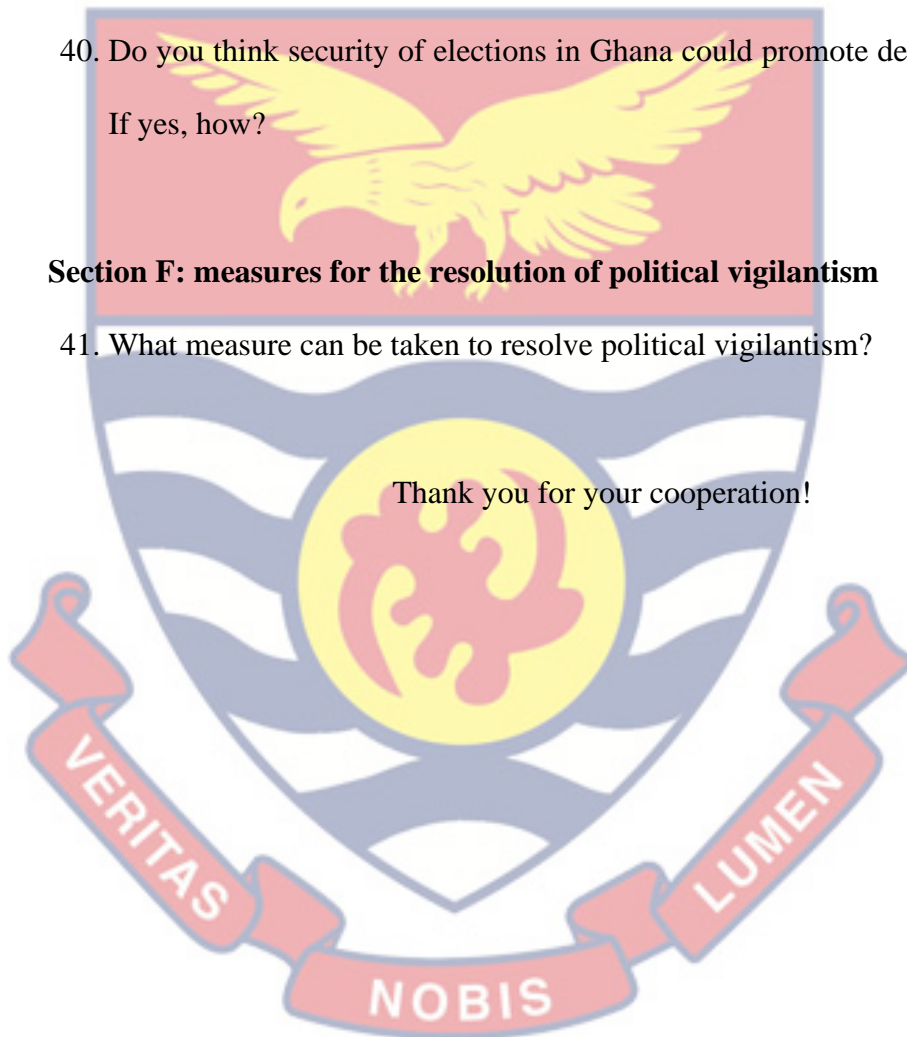 40. Do you think security of elections in Ghana could promote de
If yes, how?
Section F: measures for the resolution of political vigilantism
41. What measure can be taken to resolve political vigilantism?
Thank you for your cooperation!
VERITAS
NOBIS
LUMEN